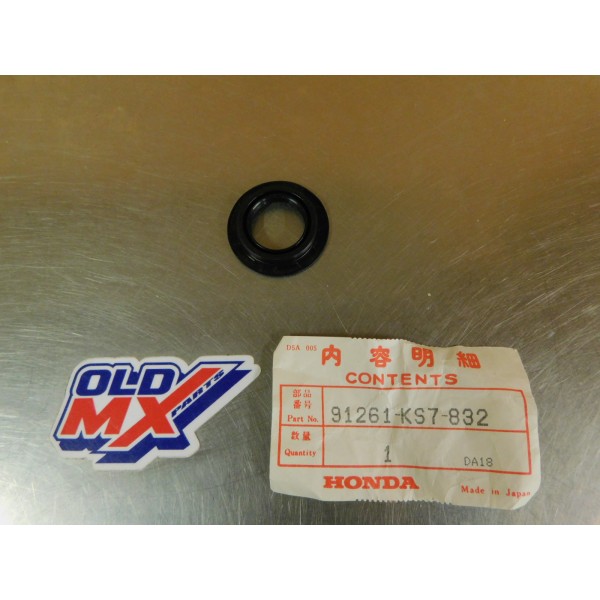 OLD
MX
PARTS
DSA 005
内容明細
CONTENTS
部品
番号
Part No. 91261-KS7-832
数量
Quantity 1 DA18
HONDA
Made in Japan